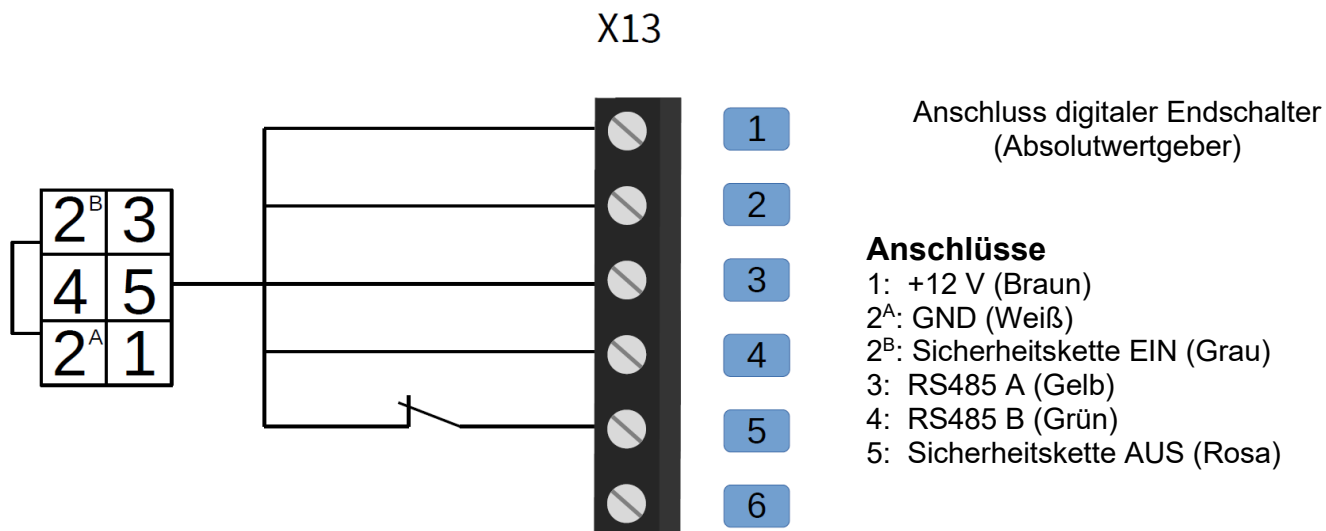 X13
1
2
3
4
5
6
2ᴮ 3
4 5
2ᴬ 1
Anschluss digitaler Endschalter
(Absolutwertgeber)
Anschlüsse
1: +12 V (Braun)
2ᴬ: GND (Weiß)
2ᴮ: Sicherheitskette EIN (Grau)
3: RS485 A (Gelb)
4: RS485 B (Grün)
5: Sicherheitskette AUS (Rosa)